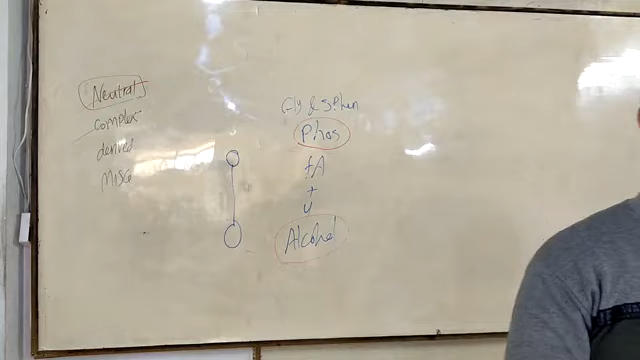 Neutral
complex
derived
Misc
Gly & Sphin
Phos
fA
+
Alcohol